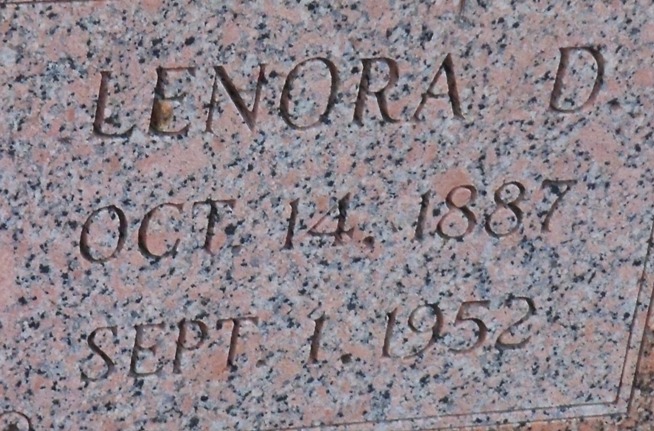 LENORA D.
OCT. 14, 1887
SEPT. 1, 1952